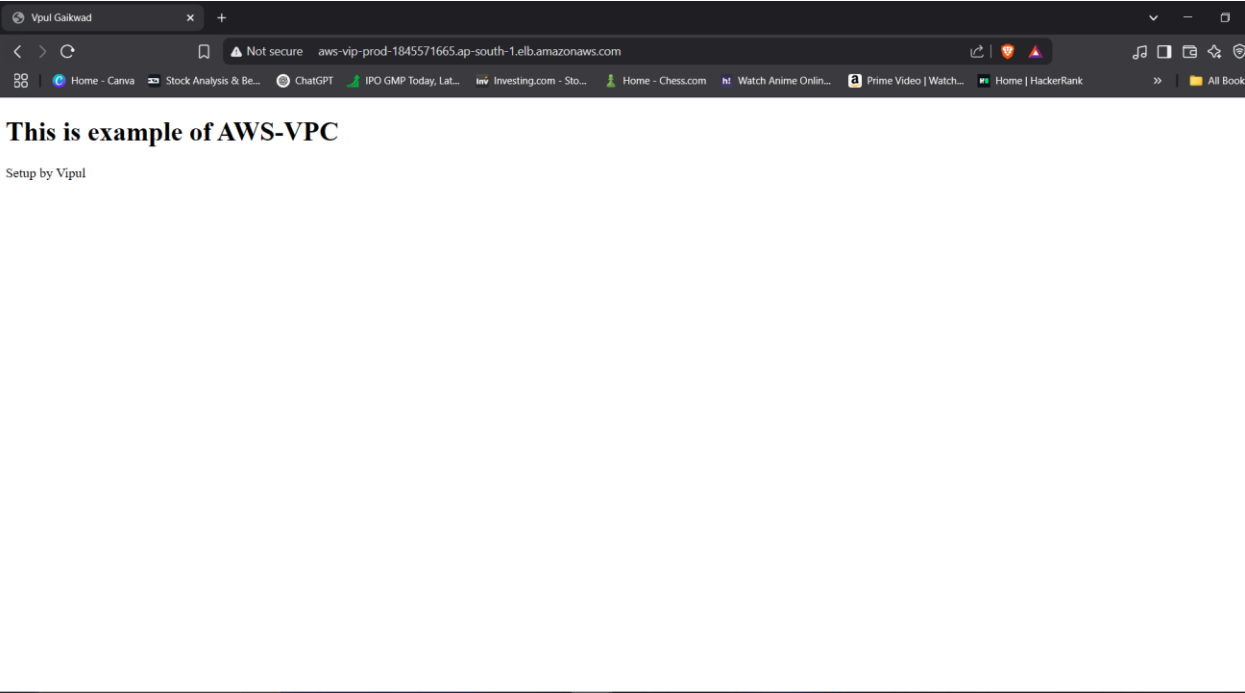 Vpul Gaikwad
Not secure aws-vip-prod-1845571665.ap-south-1.elb.amazonaws.com
Home - Canva Stock Analysis & Be... ChatGPT IPO GMP Today, Lat... Inv Investing.com - Sto... Home - Chess.com h! Watch Anime Onlin... a Prime Video | Watch... H Home | HackerRank » All Book
This is example of AWS-VPC
Setup by Vipul